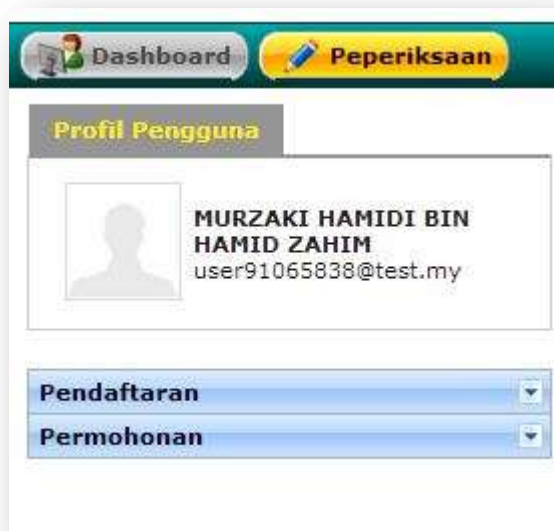 Dashboard Peperiksaan
Profil Pengguna
MURZAKI HAMIDI BIN
HAMID ZAHIM
user91065838@test.my
Pendaftaran
Permohonan